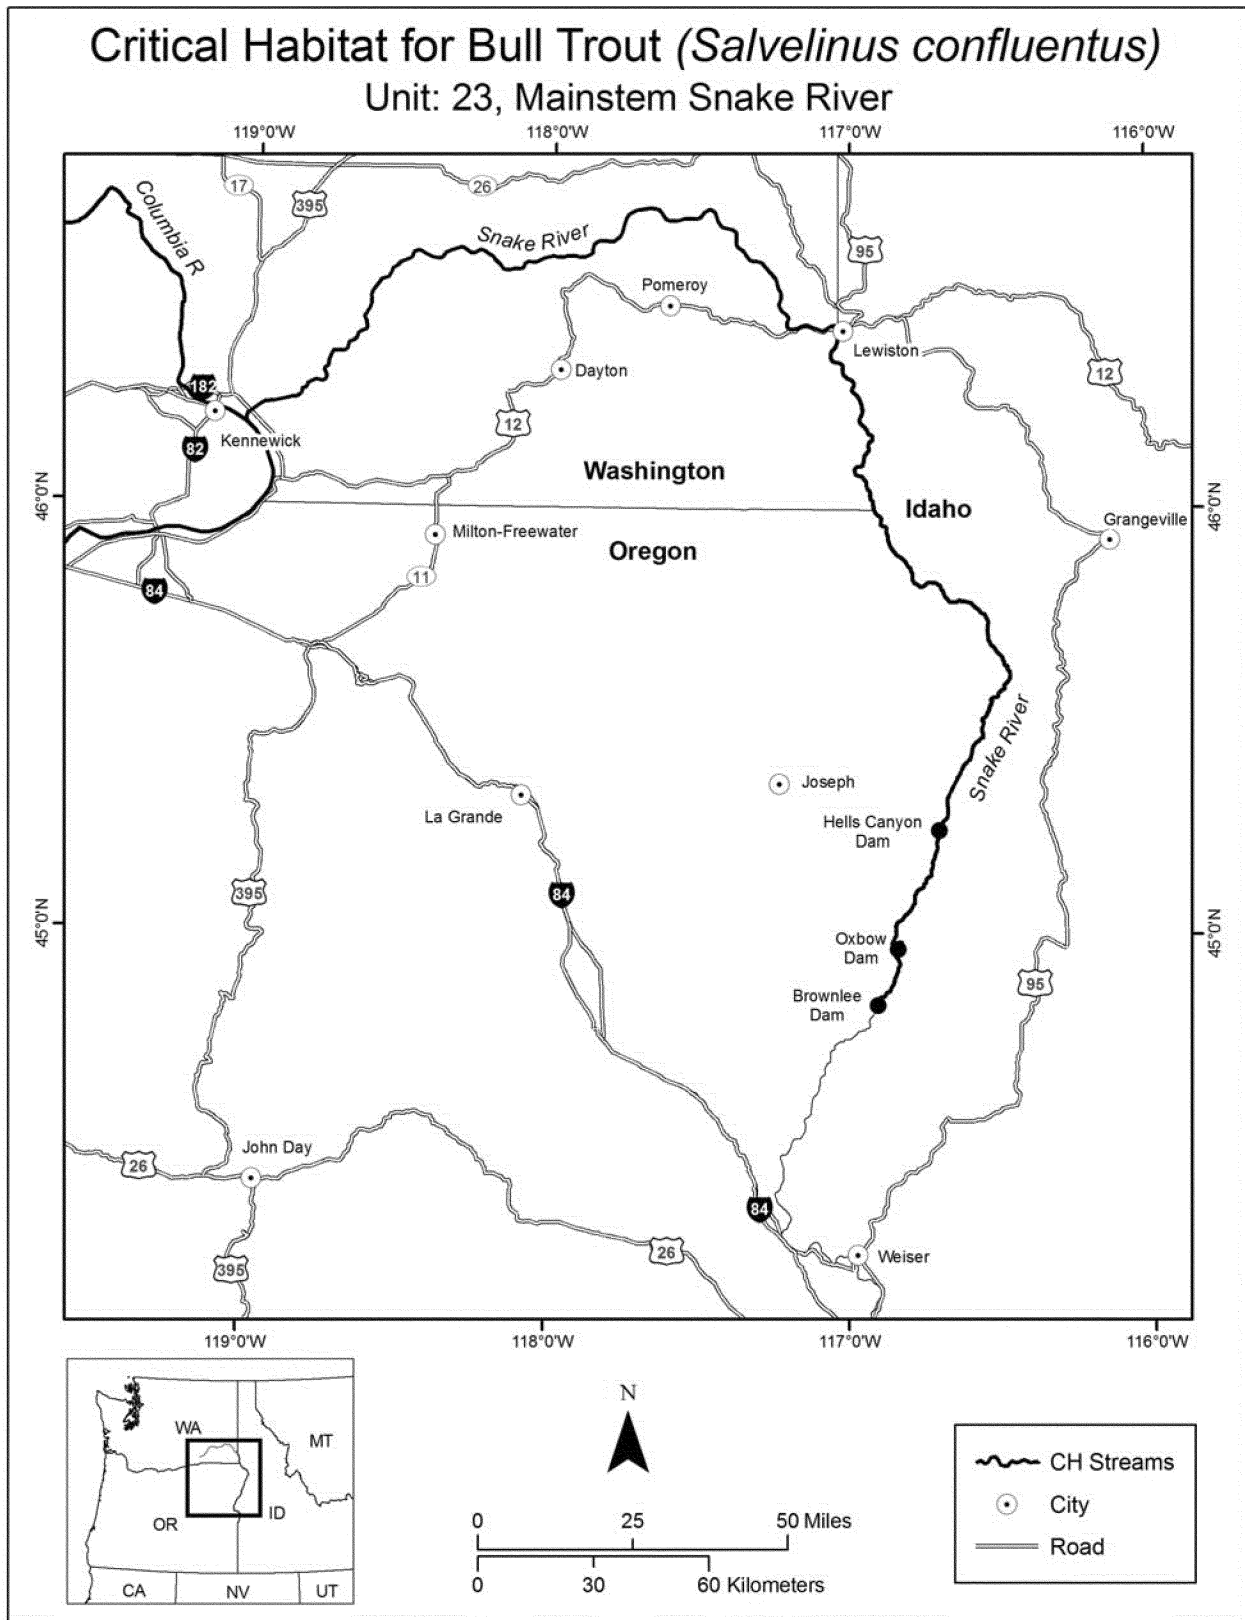 Critical Habitat for Bull Trout (Salvelinus confluentus)
Unit: 23, Mainstem Snake River
119°0'W
118°0'W
117°0'W
116°0'W
17
395
26
Columbia R
Snake River
95
Pomeroy
Lewiston
Dayton
12
182
12
Kennewick
82
Washington
46°0'N
46°0'N
Idaho
Grangeville
Milton-Freewater
Oregon
11
84
Snake River
Joseph
La Grande
Hells Canyon
Dam
395
84
45°0'N
45°0'N
Oxbow
Dam
95
Brownlee
Dam
John Day
26
84
26
Weiser
395
119°0'W
118°0'W
117°0'W
116°0'W
WA
MT
OR
ID
CA
NV
UT
N
0
25
50 Miles
0
30
60 Kilometers
CH Streams
City
Road